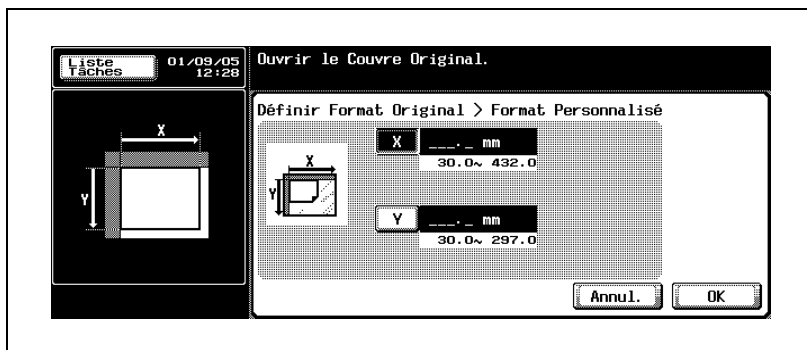 Liste
Tâches
01/09/05
12:28
Ouvrir le Couvre Original.
Définir Format Original > Format Personnalisé
X
Y
X
Y
X
___._ mm
30.0~ 432.0
Y
___._ mm
30.0~ 297.0
Annul.
OK